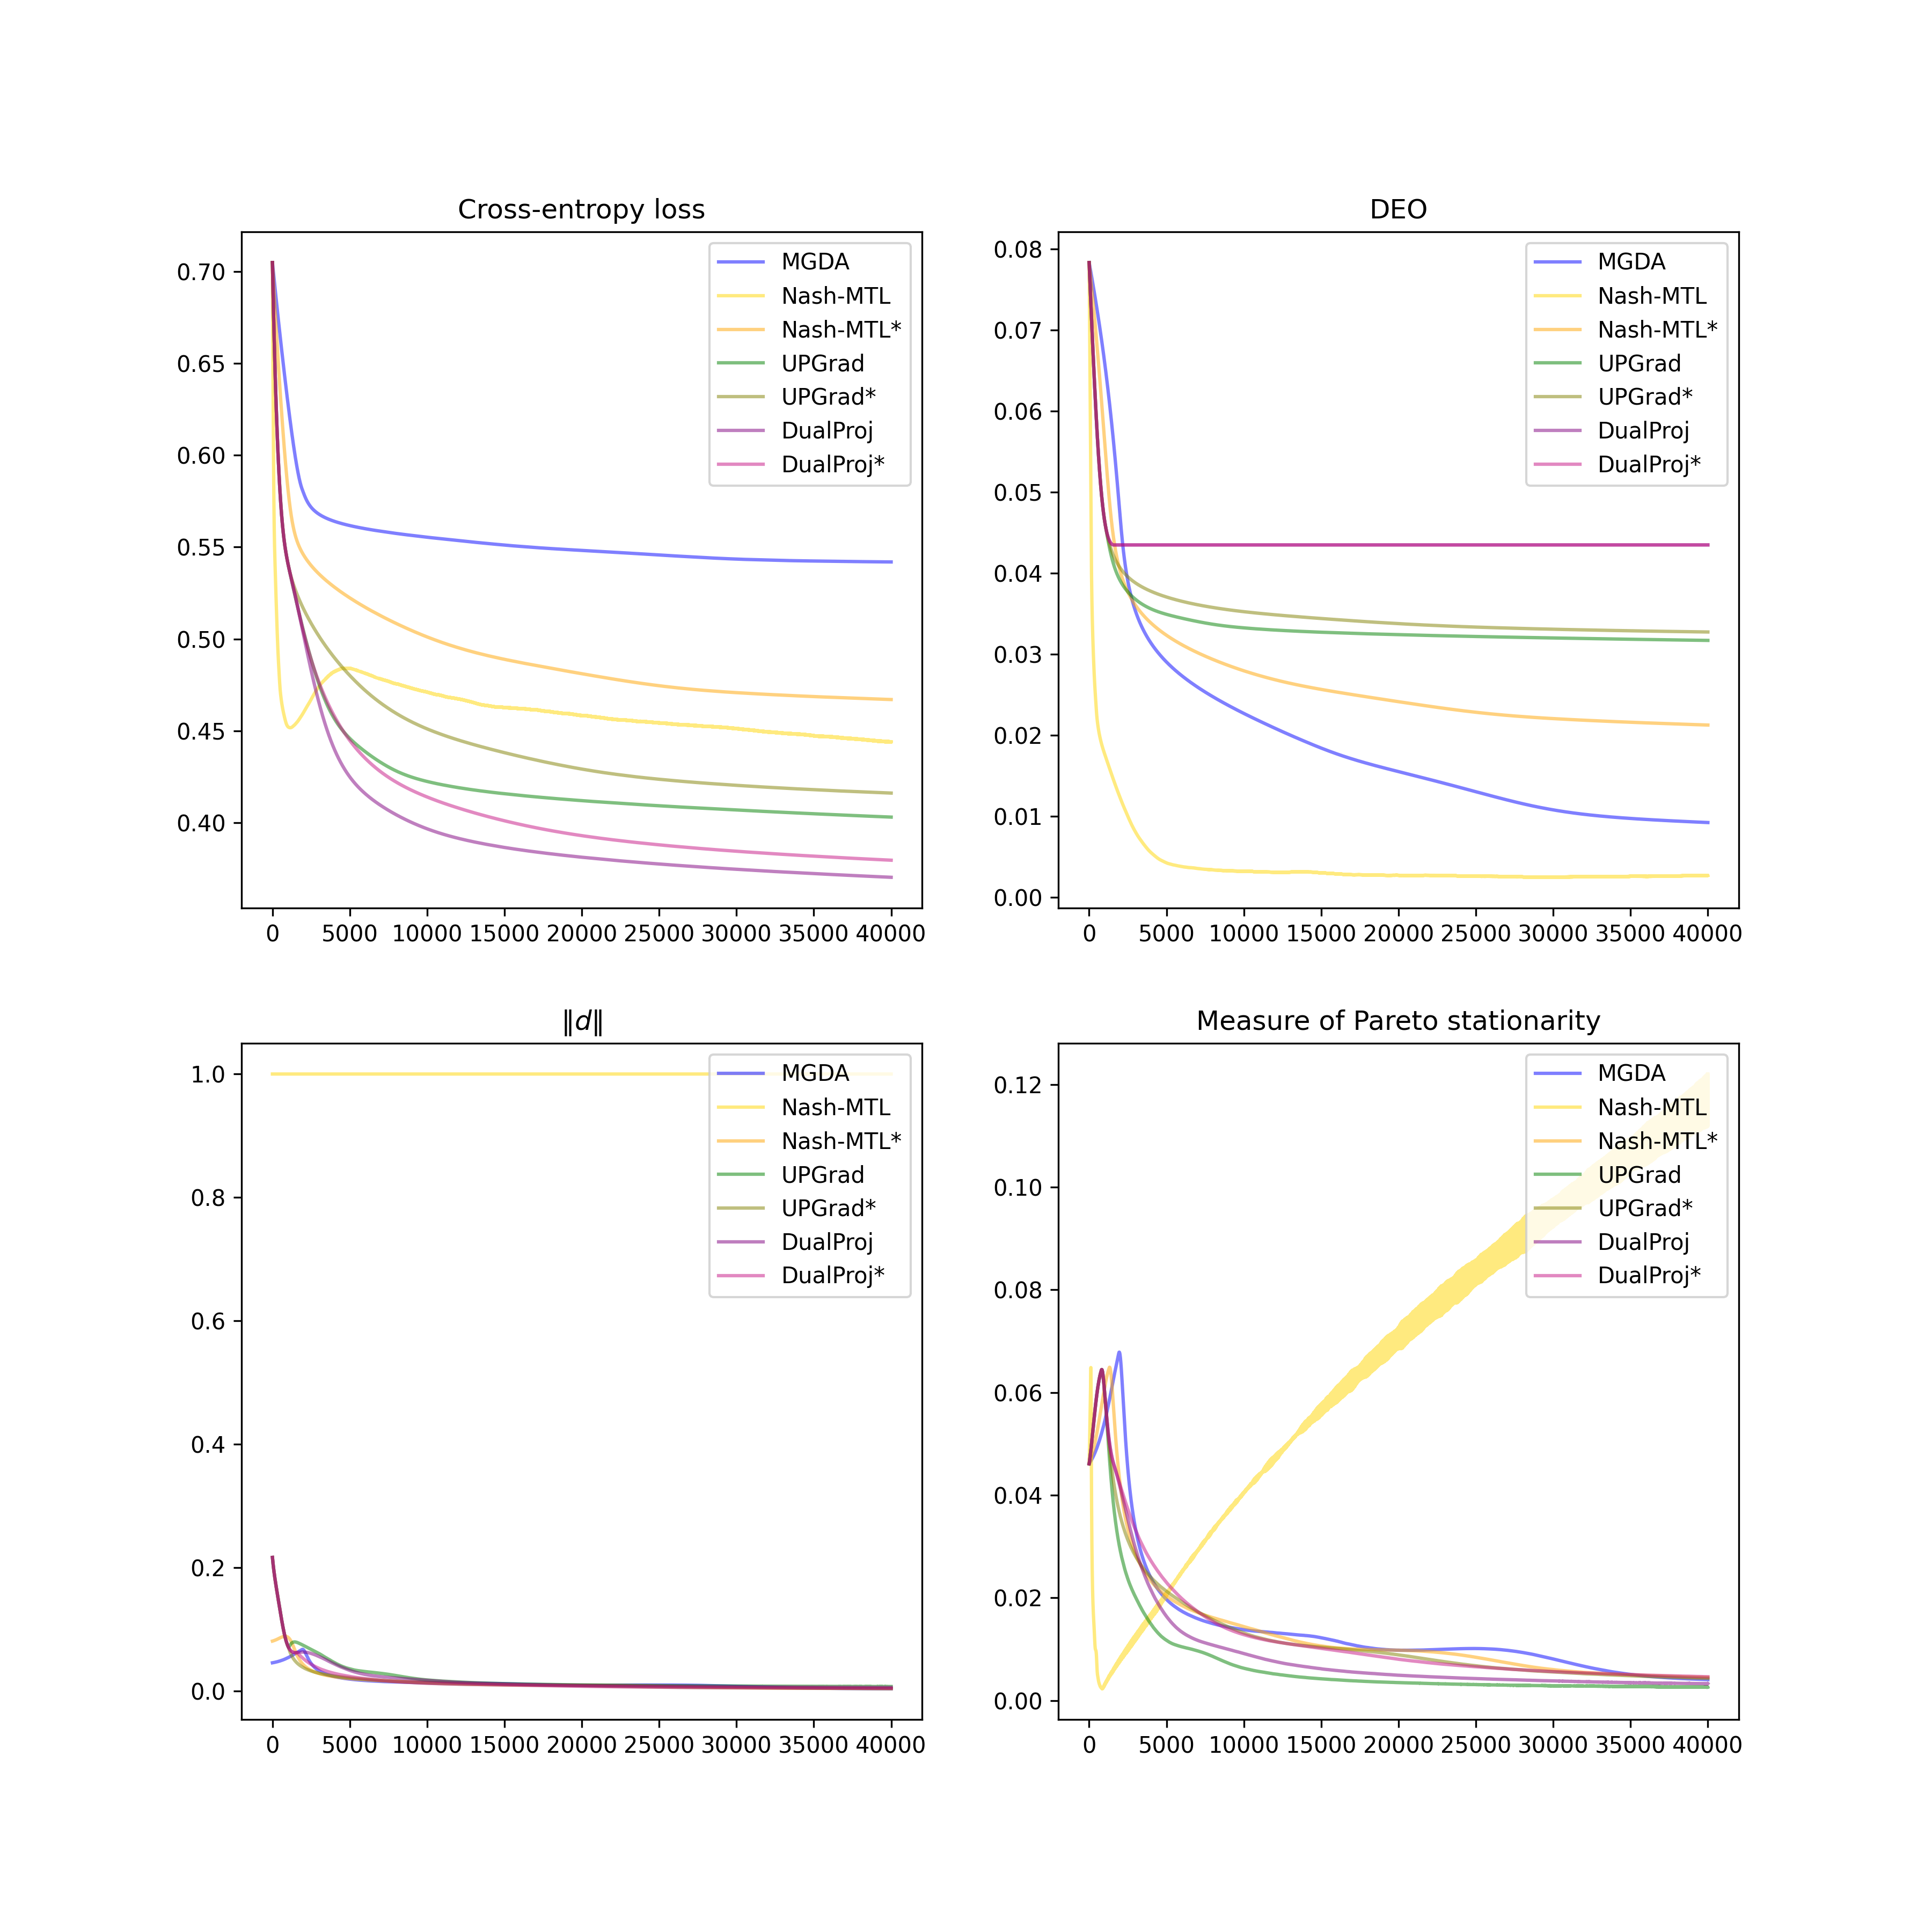 Cross-entropy loss
0.70
0.65
0.60
0.55
0.50
0.45
0.40
MGDA
Nash-MTL
Nash-MTL*
UPGrad
UPGrad*
DualProj
DualProj*
0 5000 10000 15000 20000 25000 30000 35000 40000
DEO
0.08
0.07
0.06
0.05
0.04
0.03
0.02
0.01
0.00
MGDA
Nash-MTL
Nash-MTL*
UPGrad
UPGrad*
DualProj
DualProj*
0 5000 10000 15000 20000 25000 30000 35000 40000
‖d‖
1.0
0.8
0.6
0.4
0.2
0.0
MGDA
Nash-MTL
Nash-MTL*
UPGrad
UPGrad*
DualProj
DualProj*
0 5000 10000 15000 20000 25000 30000 35000 40000
Measure of Pareto stationarity
0.12
0.10
0.08
0.06
0.04
0.02
0.00
MGDA
Nash-MTL
Nash-MTL*
UPGrad
UPGrad*
DualProj
DualProj*
0 5000 10000 15000 20000 25000 30000 35000 40000